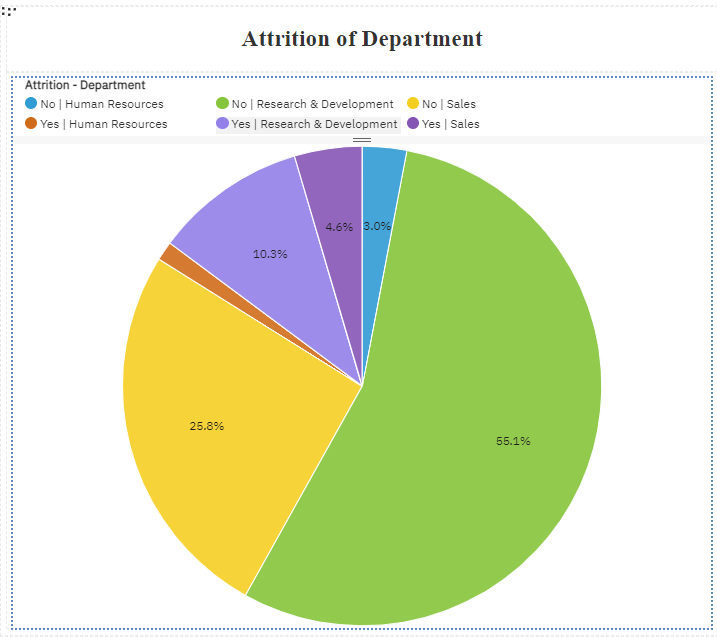 Attrition of Department
Attrition - Department
No | Human Resources No | Research & Development No | Sales
Yes | Human Resources Yes | Research & Development Yes | Sales
4.6% 3.0%
10.3%
25.8%
55.1%